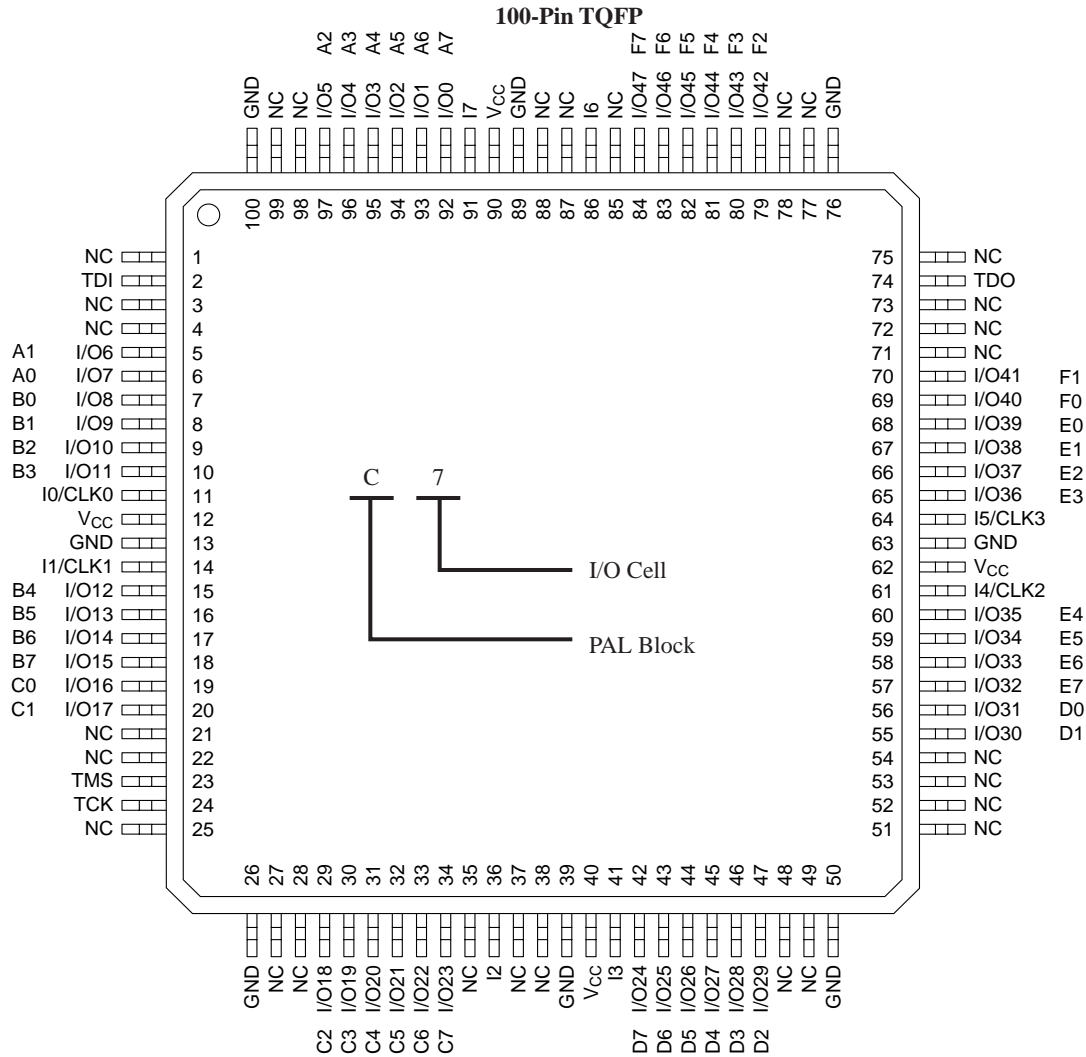 100-Pin TQFP
A2 A3 A4 A5 A6 A7 F7 F6 F5 F4 F3 F2
GND NC NC I/O5 I/O4 I/O3 I/O2 I/O1 I/O0 I7 VCC GND NC NC I6 NC I/O47 I/O46 I/O45 I/O44 I/O43 I/O42 NC NC GND
100 99 98 97 96 95 94 93 92 91 90 89 88 87 86 85 84 83 82 81 80 79 78 77 76
NC 1 75 NC
TDI 2 74 TDO
NC 3 73 NC
NC 4 72 NC
A1 I/O6 5 71 NC
A0 I/O7 6 70 I/O41 F1
B0 I/O8 7 69 I/O40 F0
B1 I/O9 8 68 I/O39 E0
B2 I/O10 9 67 I/O38 E1
B3 I/O11 10 66 I/O37 E2
I0/CLK0 11 65 I/O36 E3
VCC 12 64 I5/CLK3
GND 13 63 GND
I1/CLK1 14 62 VCC
B4 I/O12 15 61 I4/CLK2
B5 I/O13 16 60 I/O35 E4
B6 I/O14 17 59 I/O34 E5
B7 I/O15 18 58 I/O33 E6
C0 I/O16 19 57 I/O32 E7
C1 I/O17 20 56 I/O31 D0
NC 21 55 I/O30 D1
NC 22 54 NC
TMS 23 53 NC
TCK 24 52 NC
NC 25 51 NC
C 7
I/O Cell
PAL Block
26 27 28 29 30 31 32 33 34 35 36 37 38 39 40 41 42 43 44 45 46 47 48 49 50
GND NC NC I/O18 I/O19 I/O20 I/O21 I/O22 I/O23 NC I2 NC NC GND VCC I3 I/O24 I/O25 I/O26 I/O27 I/O28 I/O29 NC NC GND
C2 C3 C4 C5 C6 C7 D7 D6 D5 D4 D3 D2